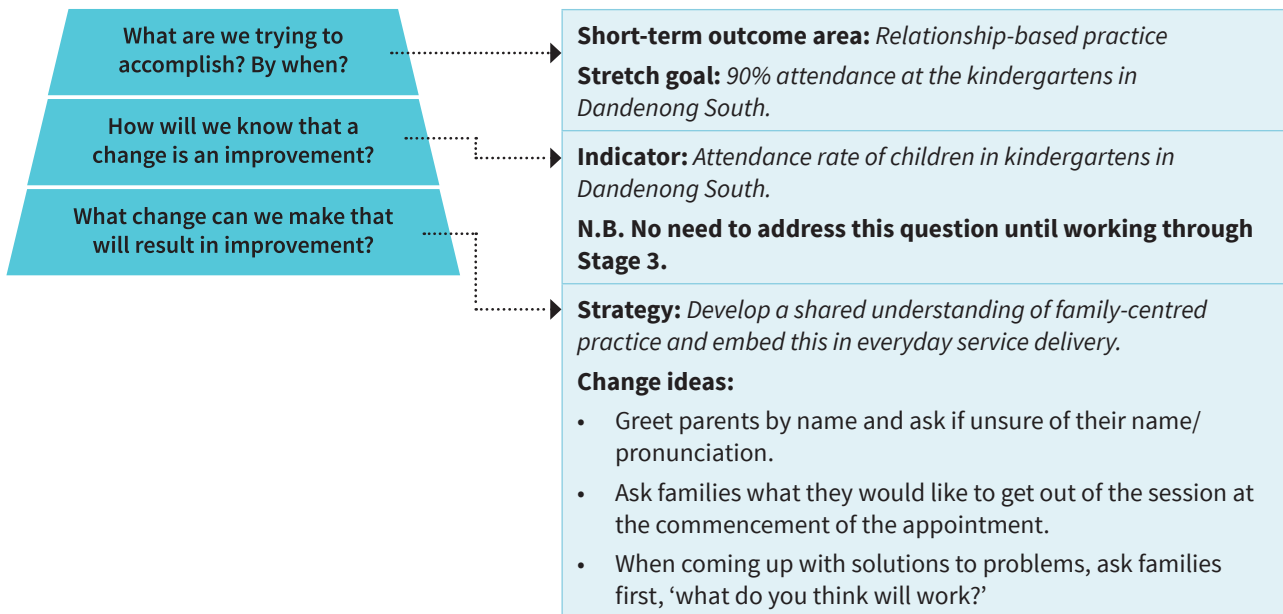 What are we trying to
accomplish? By when?
How will we know that a
change is an improvement?
What change can we make that
will result in improvement?
Short-term outcome area: Relationship-based practice
Stretch goal: 90% attendance at the kindergartens in
Dandenong South.
Indicator: Attendance rate of children in kindergartens in
Dandenong South.
N.B. No need to address this question until working through
Stage 3.
Strategy: Develop a shared understanding of family-centred
practice and embed this in everyday service delivery.
Change ideas:
• Greet parents by name and ask if unsure of their name/
pronunciation.
• Ask families what they would like to get out of the session at
the commencement of the appointment.
• When coming up with solutions to problems, ask families
first, ‘what do you think will work?’